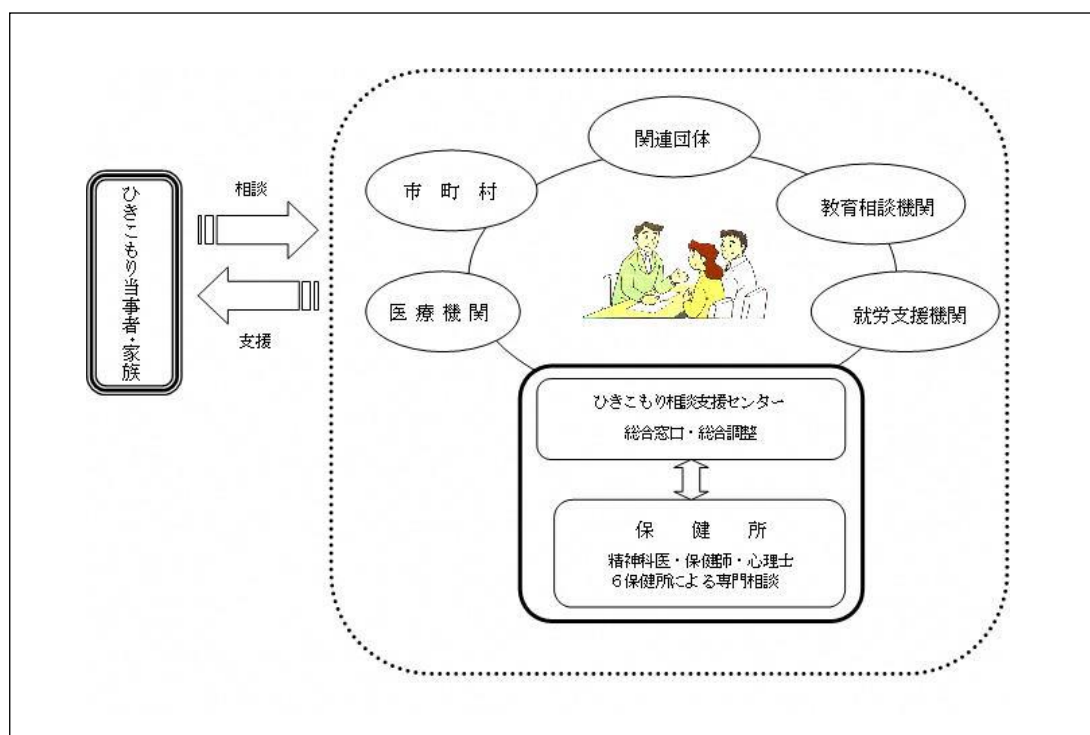 ひきこもり当事者・家族
相談
支援
関連団体
市町村
教育相談機関
医療機関
就労支援機関
ひきこもり相談支援センター
総合窓口・総合調整
保健所
精神科医・保健師・心理士
6保健所による専門相談